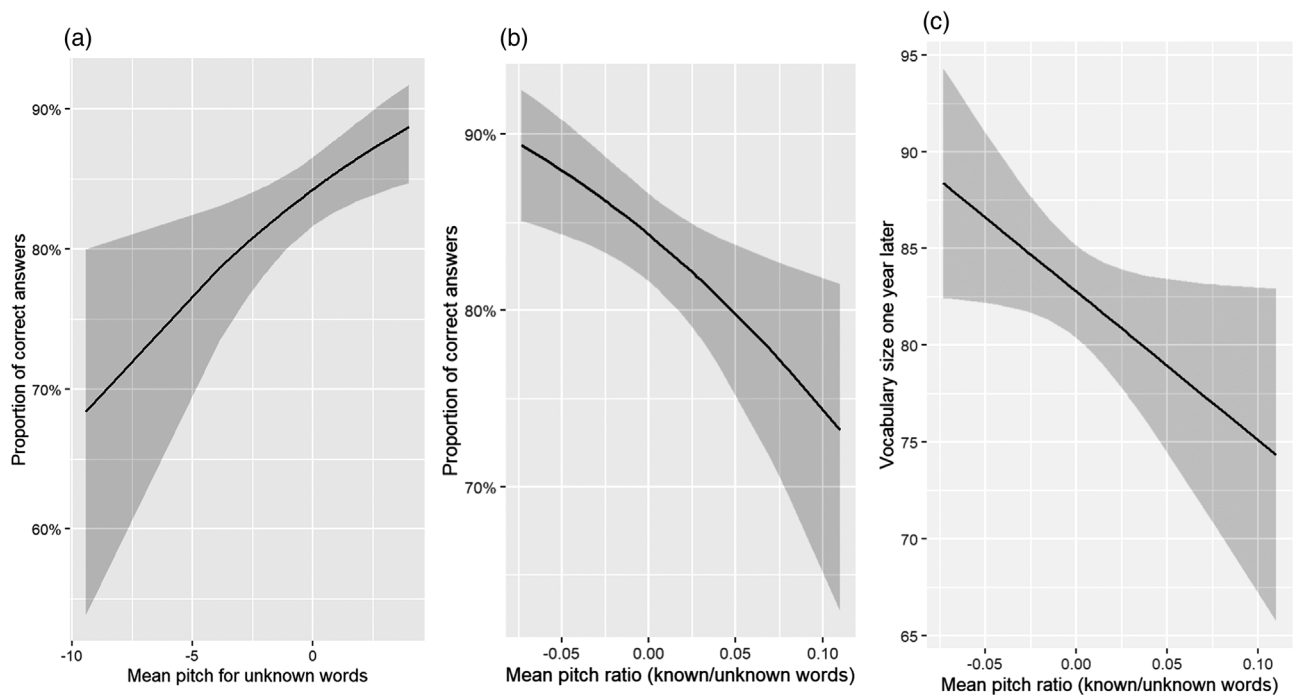 (a)
Proportion of correct answers
90%
80%
70%
60%
-10
-5
0
Mean pitch for unknown words
(b)
Proportion of correct answers
90%
80%
70%
-0.05
0.00
0.05
0.10
Mean pitch ratio (known/unknown words)
(c)
Vocabulary size one year later
95
90
85
80
75
70
65
-0.05
0.00
0.05
0.10
Mean pitch ratio (known/unknown words)